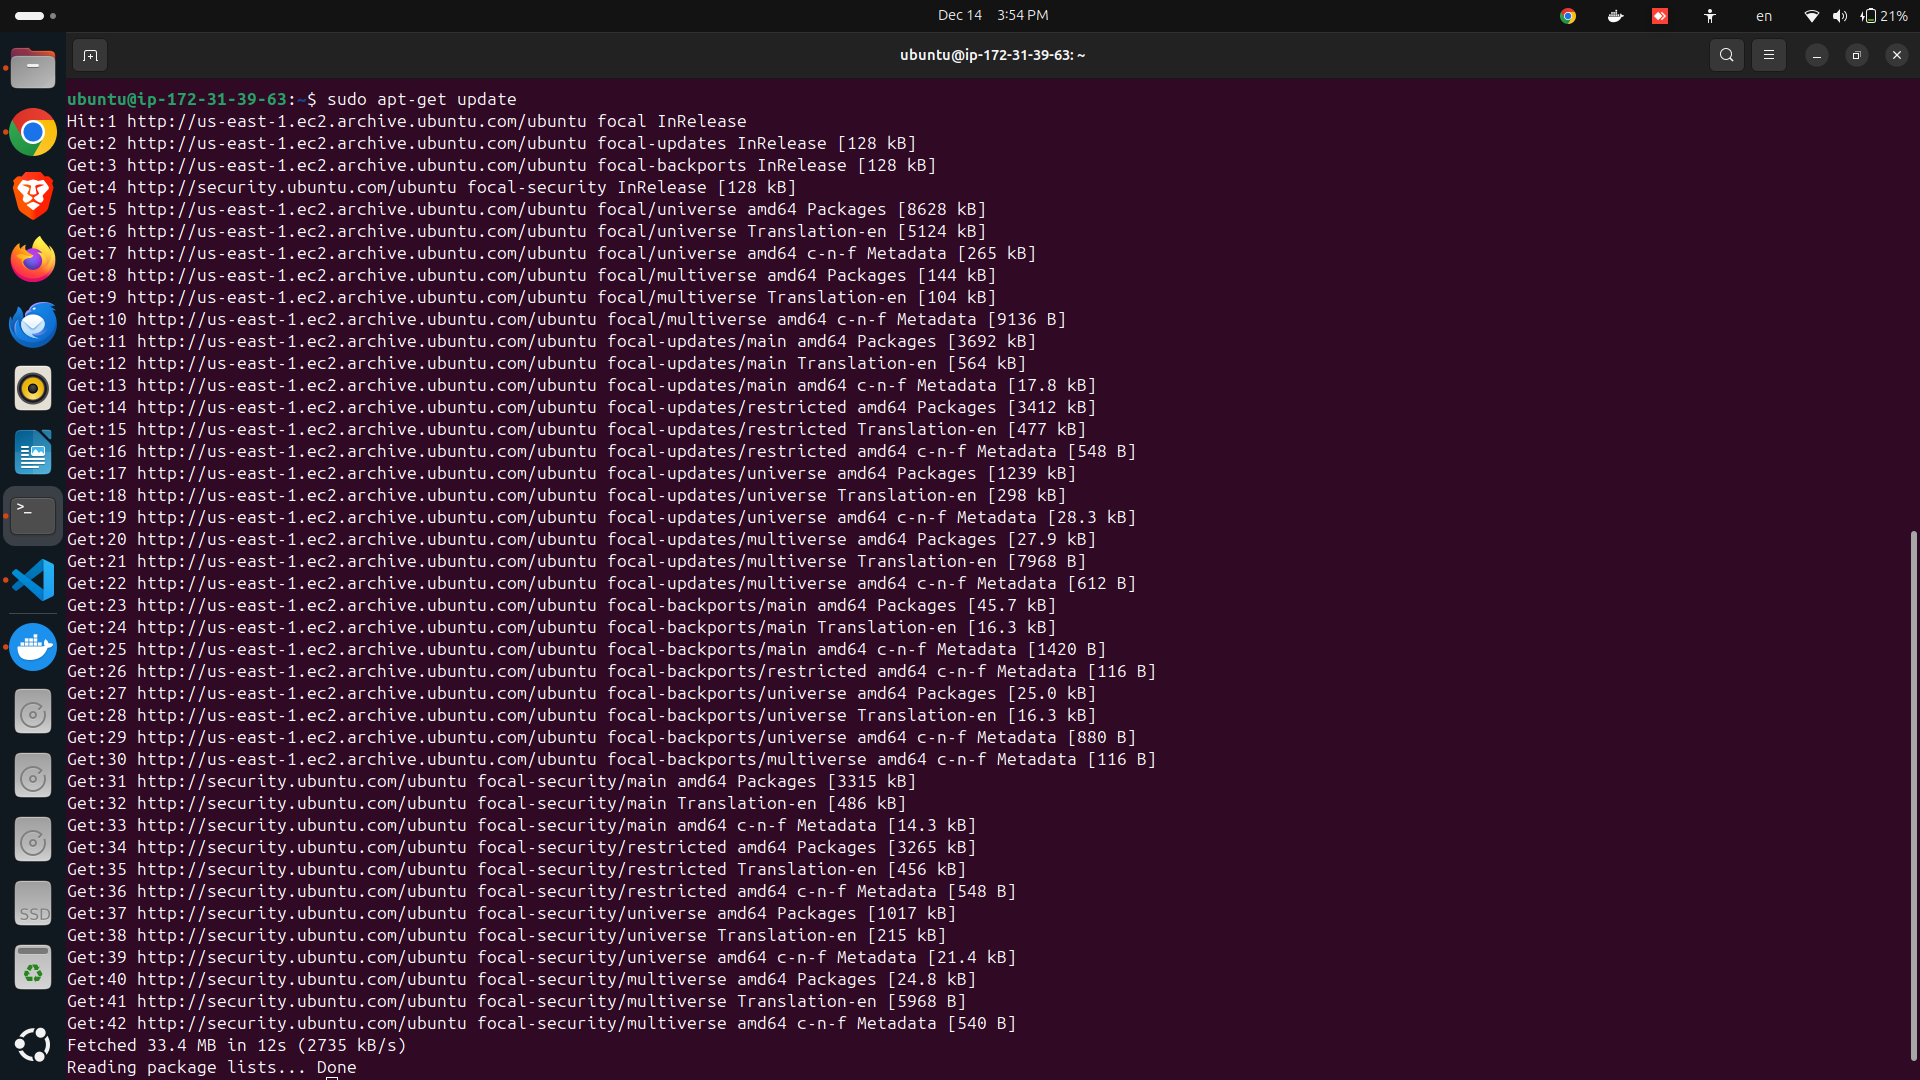 Dec 14 3:54 PM
en
21%
ubuntu@ip-172-31-39-63: ~
ubuntu@ip-172-31-39-63:~$ sudo apt-get update
Hit:1 http://us-east-1.ec2.archive.ubuntu.com/ubuntu focal InRelease
Get:2 http://us-east-1.ec2.archive.ubuntu.com/ubuntu focal-updates InRelease [128 kB]
Get:3 http://us-east-1.ec2.archive.ubuntu.com/ubuntu focal-backports InRelease [128 kB]
Get:4 http://security.ubuntu.com/ubuntu focal-security InRelease [128 kB]
Get:5 http://us-east-1.ec2.archive.ubuntu.com/ubuntu focal/universe amd64 Packages [8628 kB]
Get:6 http://us-east-1.ec2.archive.ubuntu.com/ubuntu focal/universe Translation-en [5124 kB]
Get:7 http://us-east-1.ec2.archive.ubuntu.com/ubuntu focal/universe amd64 c-n-f Metadata [265 kB]
Get:8 http://us-east-1.ec2.archive.ubuntu.com/ubuntu focal/multiverse amd64 Packages [144 kB]
Get:9 http://us-east-1.ec2.archive.ubuntu.com/ubuntu focal/multiverse Translation-en [104 kB]
Get:10 http://us-east-1.ec2.archive.ubuntu.com/ubuntu focal/multiverse amd64 c-n-f Metadata [9136 B]
Get:11 http://us-east-1.ec2.archive.ubuntu.com/ubuntu focal-updates/main amd64 Packages [3692 kB]
Get:12 http://us-east-1.ec2.archive.ubuntu.com/ubuntu focal-updates/main Translation-en [564 kB]
Get:13 http://us-east-1.ec2.archive.ubuntu.com/ubuntu focal-updates/main amd64 c-n-f Metadata [17.8 kB]
Get:14 http://us-east-1.ec2.archive.ubuntu.com/ubuntu focal-updates/restricted amd64 Packages [3412 kB]
Get:15 http://us-east-1.ec2.archive.ubuntu.com/ubuntu focal-updates/restricted Translation-en [477 kB]
Get:16 http://us-east-1.ec2.archive.ubuntu.com/ubuntu focal-updates/restricted amd64 c-n-f Metadata [548 B]
Get:17 http://us-east-1.ec2.archive.ubuntu.com/ubuntu focal-updates/universe amd64 Packages [1239 kB]
Get:18 http://us-east-1.ec2.archive.ubuntu.com/ubuntu focal-updates/universe Translation-en [298 kB]
Get:19 http://us-east-1.ec2.archive.ubuntu.com/ubuntu focal-updates/universe amd64 c-n-f Metadata [28.3 kB]
Get:20 http://us-east-1.ec2.archive.ubuntu.com/ubuntu focal-updates/multiverse amd64 Packages [27.9 kB]
Get:21 http://us-east-1.ec2.archive.ubuntu.com/ubuntu focal-updates/multiverse Translation-en [7968 B]
Get:22 http://us-east-1.ec2.archive.ubuntu.com/ubuntu focal-updates/multiverse amd64 c-n-f Metadata [612 B]
Get:23 http://us-east-1.ec2.archive.ubuntu.com/ubuntu focal-backports/main amd64 Packages [45.7 kB]
Get:24 http://us-east-1.ec2.archive.ubuntu.com/ubuntu focal-backports/main Translation-en [16.3 kB]
Get:25 http://us-east-1.ec2.archive.ubuntu.com/ubuntu focal-backports/main amd64 c-n-f Metadata [1420 B]
Get:26 http://us-east-1.ec2.archive.ubuntu.com/ubuntu focal-backports/restricted amd64 c-n-f Metadata [116 B]
Get:27 http://us-east-1.ec2.archive.ubuntu.com/ubuntu focal-backports/universe amd64 Packages [25.0 kB]
Get:28 http://us-east-1.ec2.archive.ubuntu.com/ubuntu focal-backports/universe Translation-en [16.3 kB]
Get:29 http://us-east-1.ec2.archive.ubuntu.com/ubuntu focal-backports/universe amd64 c-n-f Metadata [880 B]
Get:30 http://us-east-1.ec2.archive.ubuntu.com/ubuntu focal-backports/multiverse amd64 c-n-f Metadata [116 B]
Get:31 http://security.ubuntu.com/ubuntu focal-security/main amd64 Packages [3315 kB]
Get:32 http://security.ubuntu.com/ubuntu focal-security/main Translation-en [486 kB]
Get:33 http://security.ubuntu.com/ubuntu focal-security/main amd64 c-n-f Metadata [14.3 kB]
Get:34 http://security.ubuntu.com/ubuntu focal-security/restricted amd64 Packages [3265 kB]
Get:35 http://security.ubuntu.com/ubuntu focal-security/restricted Translation-en [456 kB]
Get:36 http://security.ubuntu.com/ubuntu focal-security/restricted amd64 c-n-f Metadata [548 B]
Get:37 http://security.ubuntu.com/ubuntu focal-security/universe amd64 Packages [1017 kB]
Get:38 http://security.ubuntu.com/ubuntu focal-security/universe Translation-en [215 kB]
Get:39 http://security.ubuntu.com/ubuntu focal-security/universe amd64 c-n-f Metadata [21.4 kB]
Get:40 http://security.ubuntu.com/ubuntu focal-security/multiverse amd64 Packages [24.8 kB]
Get:41 http://security.ubuntu.com/ubuntu focal-security/multiverse Translation-en [5968 B]
Get:42 http://security.ubuntu.com/ubuntu focal-security/multiverse amd64 c-n-f Metadata [540 B]
Fetched 33.4 MB in 12s (2735 kB/s)
Reading package lists... Done
>_
SSD